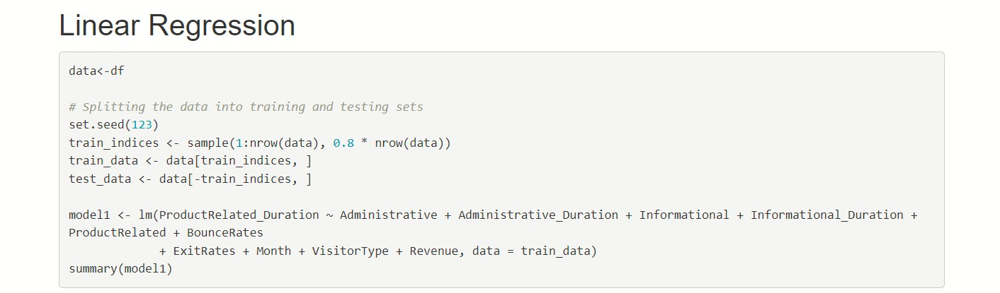 Linear Regression
data<-df
# Splitting the data into training and testing sets
set.seed(123)
train_indices <- sample(1:nrow(data), 0.8 * nrow(data))
train_data <- data[train_indices, ]
test_data <- data[-train_indices, ]
model1 <- lm(ProductRelated_Duration ~ Administrative + Administrative_Duration + Informational + Informational_Duration +
ProductRelated + BounceRates
+ ExitRates + Month + VisitorType + Revenue, data = train_data)
summary(model1)